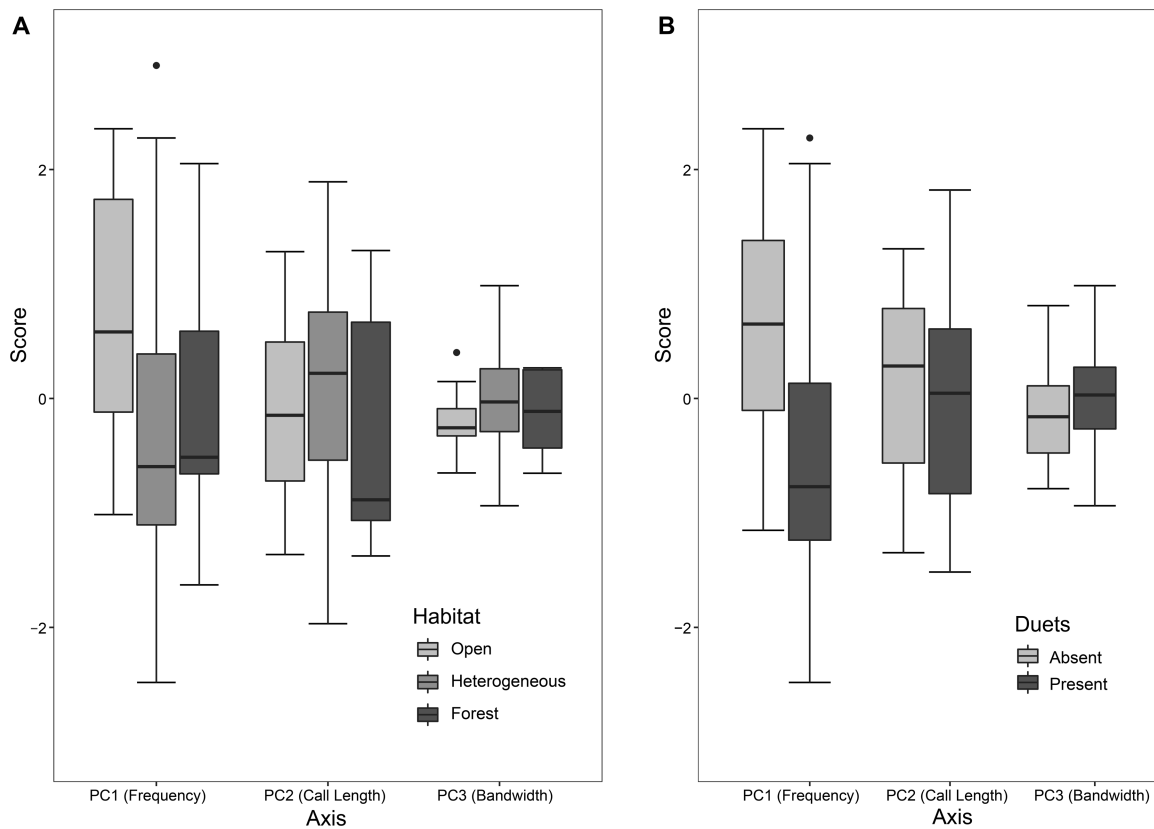 A
Score
2
0
−2
Habitat
Open
Heterogeneous
Forest
PC1 (Frequency) PC2 (Call Length) PC3 (Bandwidth)
Axis
B
Score
2
0
−2
Duets
Absent
Present
PC1 (Frequency) PC2 (Call Length) PC3 (Bandwidth)
Axis